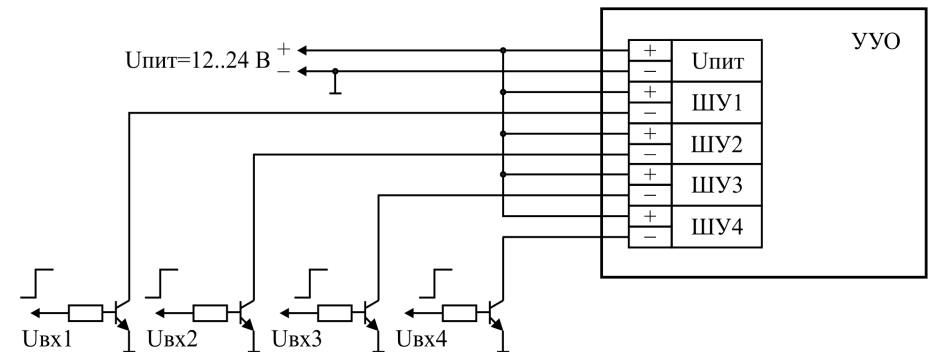 УУО
Uпит=12..24 В + −
+ − Uпит
+ − ШУ1
+ − ШУ2
+ − ШУ3
+ − ШУ4
Uвх1 Uвх2 Uвх3 Uвх4